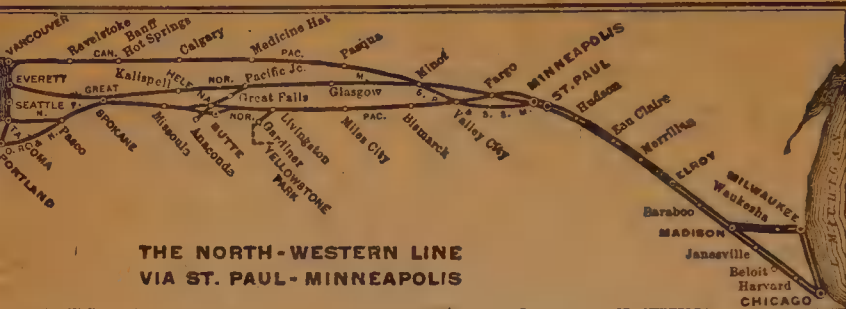 VANCOUVER
Revelstoke
Banff
Hot Springs
Calgary
Medicine Hat
Pasqua
CAN.
PAC.
EVERETT
GREAT
Kalispell
HELENA
NOR.
Pacific Jc.
M.
Minot
Fargo
MINNEAPOLIS
ST. PAUL
Hudson
Eau Claire
Merrillan
ELROY
MILWAUKEE
Waukesha
L. MICHIGAN
SEATTLE
N.
TACOMA
O.R.&N.
Pasco
PORTLAND
SPOKANE
Missoula
Anaconda
BUTTE
Great Falls
Glasgow
NOR.
Gardiner
Livingston
YELLOWSTONE
PARK
Miles City
PAC.
Bismarck
Valley City
S. S. M.
Baraboo
MADISON
Janesville
Beloit
Harvard
CHICAGO
THE NORTH-WESTERN LINE
VIA ST. PAUL-MINNEAPOLIS